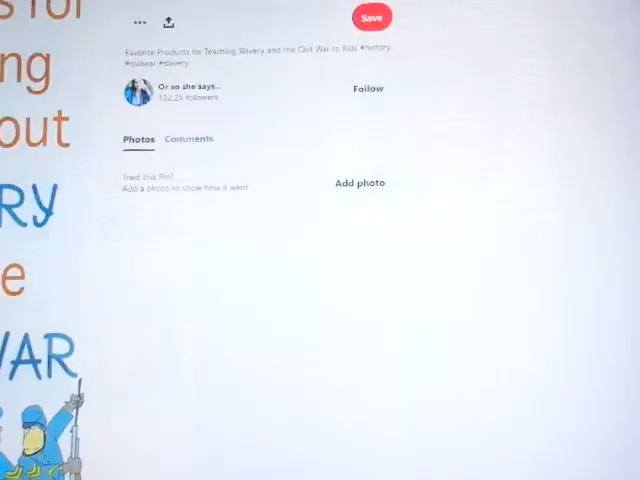 s for
Save
ng
Favorite Products for Teaching Slavery and the Civil War to Kids #history
#civilwar #slavery
Or so she says...
122.2k followers
Follow
out
Photos Comments
Tried this Pin?
Add a photo to show how it went
Add photo
RY
e
WAR